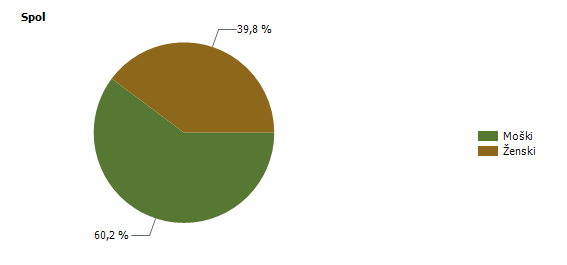 Spol
39,8 %
Moški
Ženski
60,2 %